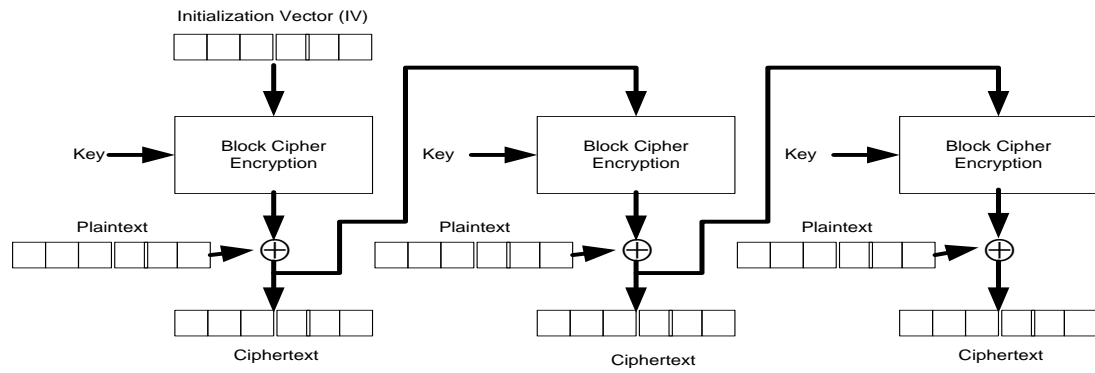 Initialization Vector (IV)
Key
Block Cipher
Encryption
Key
Block Cipher
Encryption
Key
Block Cipher
Encryption
Plaintext
Plaintext
Plaintext
Ciphertext
Ciphertext
Ciphertext